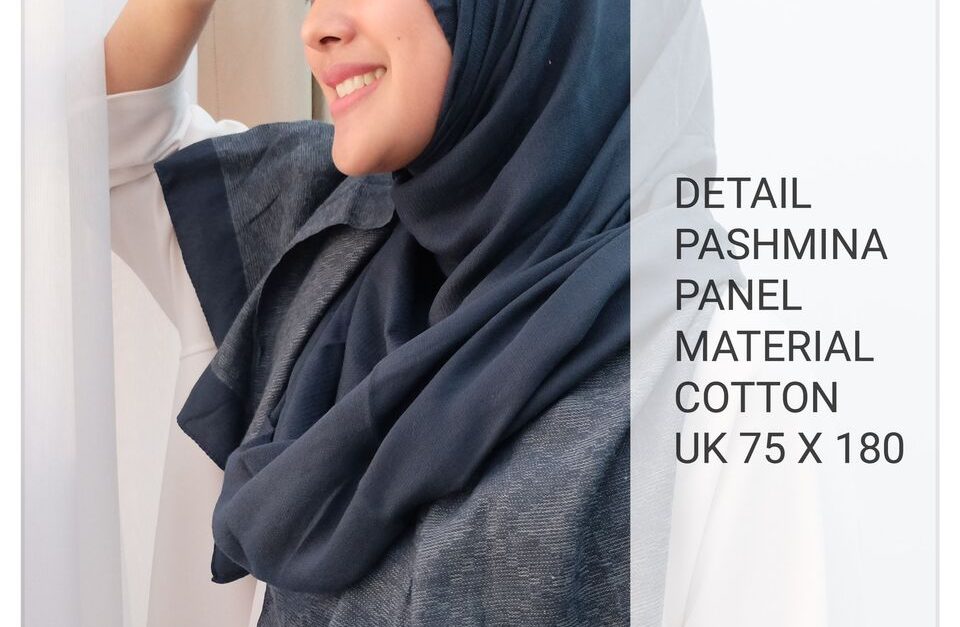 DETAIL
PASHMINA
PANEL
MATERIAL
COTTON
UK 75 X 180